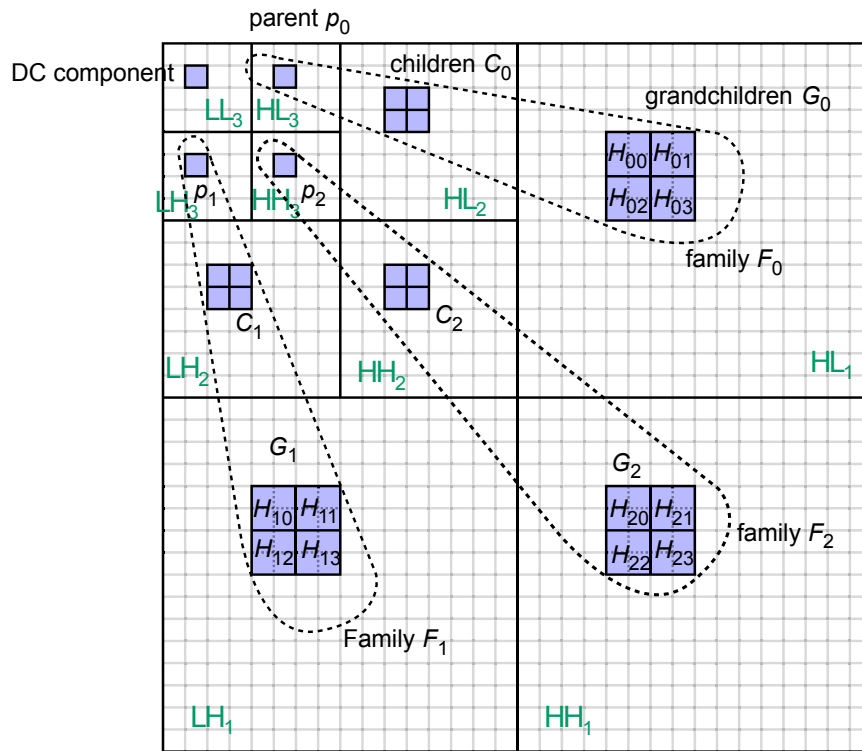 parent p0
DC component
children C0
grandchildren G0
LL3
HL3
H00
H01
H02
H03
LH3
p1
HH3
p2
HL2
family F0
C1
C2
LH2
HH2
HL1
G1
G2
H10
H11
H12
H13
H20
H21
H22
H23
family F2
Family F1
LH1
HH1